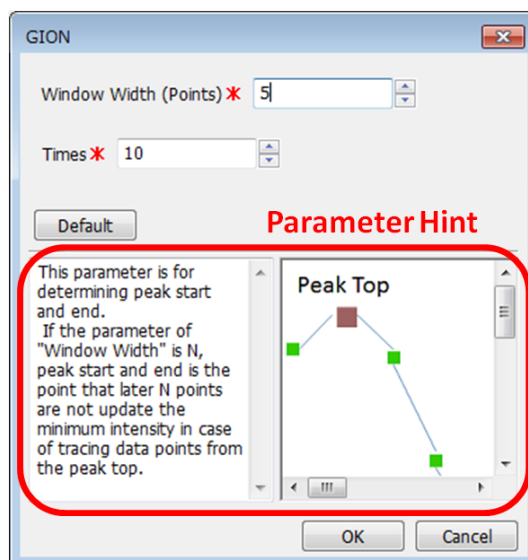 GION
Window Width (Points) * 5
Times * 10
Default
Parameter Hint
This parameter is for
determining peak start
and end.
If the parameter of
"Window Width" is N,
peak start and end is the
point that later N points
are not update the
minimum intensity in case
of tracing data points from
the peak top.
Peak Top
OK
Cancel